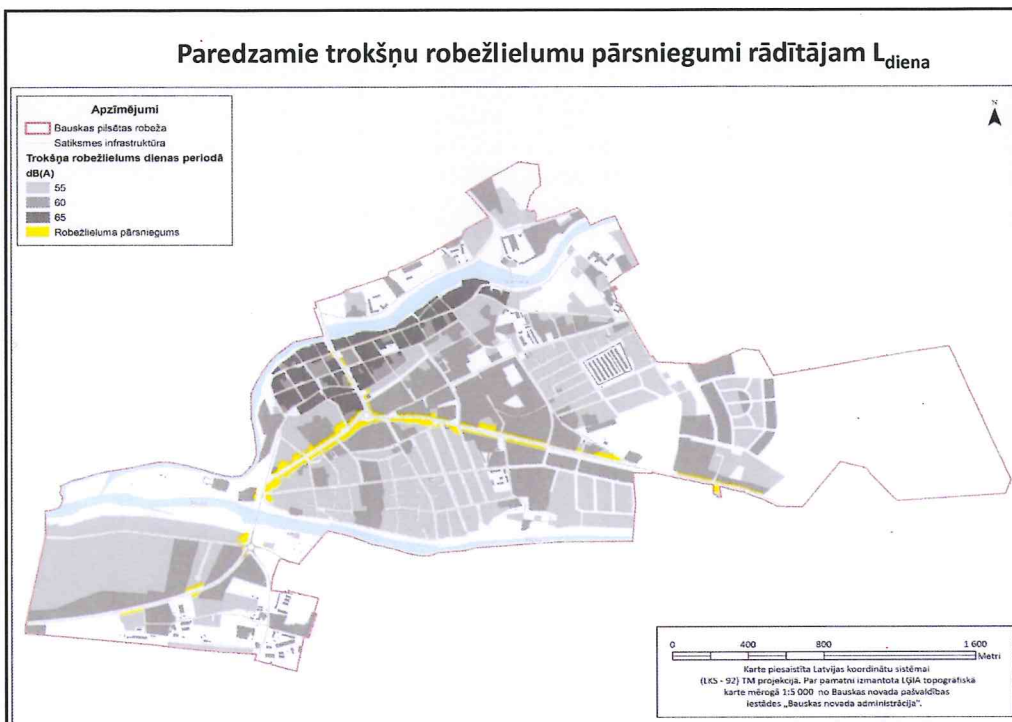 Paredzamie trokšņu robežlielumu pārsniegumi rādītājam L_diena
Apzīmējumi
Bauskas pilsētas robeža
Satiksmes infrastruktūra
Trokšņa robežlielums dienas periodā
dB(A)
55
60
65
Robežlieluma pārsniegums
N
0 400 800 1 600
Metri
Karte piesaistīta Latvijas koordinātu sistēmai
(LKS - 92) TM projekcijā. Par pamatni izmantota LĢIA topogrāfiskā
karte mērogā 1:5 000 no Bauskas novada pašvaldības
iestādes „Bauskas novada administrācija”.